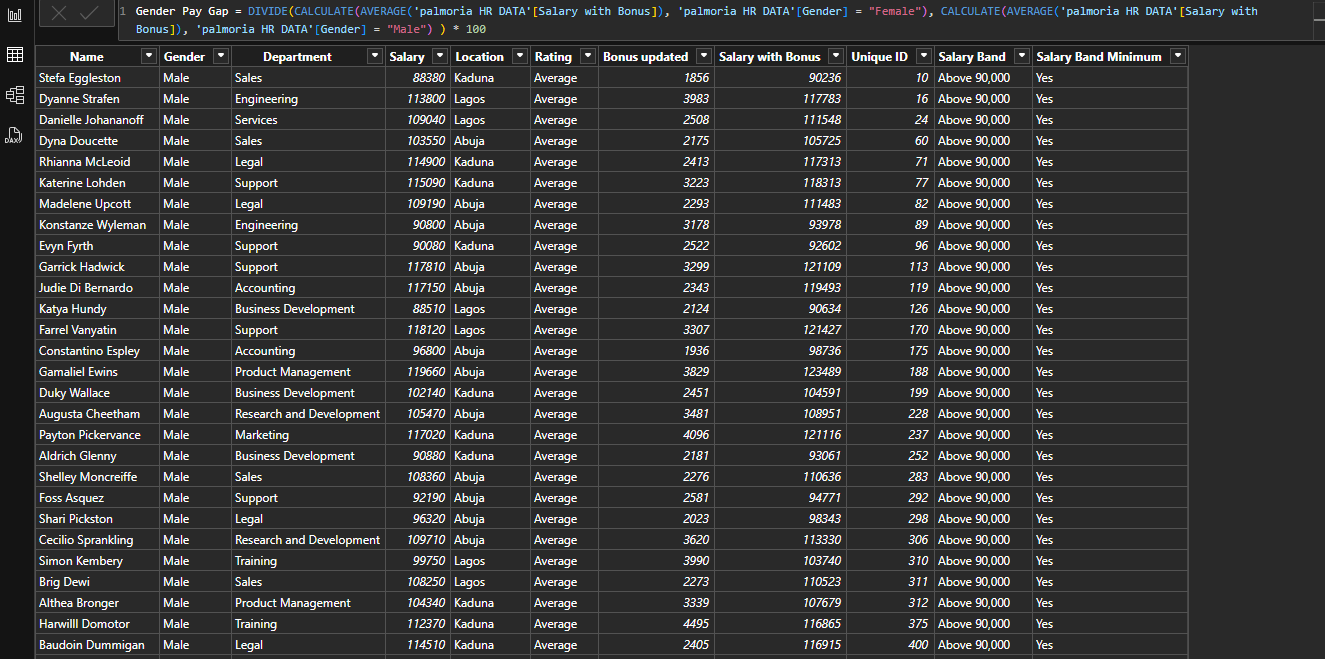 1 Gender Pay Gap = DIVIDE(CALCULATE(AVERAGE('palmoria HR DATA'[Salary with Bonus]), 'palmoria HR DATA'[Gender] = "Female"), CALCULATE(AVERAGE('palmoria HR DATA'[Salary with
Bonus]), 'palmoria HR DATA'[Gender] = "Male") ) * 100
Name Gender Department Salary Location Rating Bonus updated Salary with Bonus Unique ID Salary Band Salary Band Minimum
Stefa Eggleston Male Sales 88380 Kaduna Average 1856 90236 10 Above 90,000 Yes
Dyanne Strafen Male Engineering 113800 Lagos Average 3983 117783 16 Above 90,000 Yes
DAX
Danielle Johananoff Male Services 109040 Lagos Average 2508 111548 24 Above 90,000 Yes
Dyna Doucette Male Sales 103550 Abuja Average 2175 105725 60 Above 90,000 Yes
Rhianna McLeoid Male Legal 114900 Kaduna Average 2413 117313 71 Above 90,000 Yes
Katerine Lohden Male Support 115090 Kaduna Average 3223 118313 77 Above 90,000 Yes
Madelene Upcott Male Legal 109190 Abuja Average 2293 111483 82 Above 90,000 Yes
Konstanze Wyleman Male Engineering 90800 Abuja Average 3178 93978 89 Above 90,000 Yes
Evyn Fyrth Male Support 90080 Kaduna Average 2522 92602 96 Above 90,000 Yes
Garrick Hadwick Male Support 117810 Abuja Average 3299 121109 113 Above 90,000 Yes
Judie Di Bernardo Male Accounting 117150 Abuja Average 2343 119493 119 Above 90,000 Yes
Katya Hundy Male Business Development 88510 Lagos Average 2124 90634 126 Above 90,000 Yes
Farrel Vanyatin Male Support 118120 Lagos Average 3307 121427 170 Above 90,000 Yes
Constantino Espley Male Accounting 96800 Abuja Average 1936 98736 175 Above 90,000 Yes
Gamaliel Ewins Male Product Management 119660 Abuja Average 3829 123489 188 Above 90,000 Yes
Duky Wallace Male Business Development 102140 Kaduna Average 2451 104591 199 Above 90,000 Yes
Augusta Cheetham Male Research and Development 105470 Abuja Average 3481 108951 228 Above 90,000 Yes
Payton Pickervance Male Marketing 117020 Kaduna Average 4096 121116 237 Above 90,000 Yes
Aldrich Glenny Male Business Development 90880 Kaduna Average 2181 93061 252 Above 90,000 Yes
Shelley Moncreiffe Male Sales 108360 Abuja Average 2276 110636 283 Above 90,000 Yes
Foss Asquez Male Support 92190 Abuja Average 2581 94771 292 Above 90,000 Yes
Shari Pickston Male Legal 96320 Abuja Average 2023 98343 298 Above 90,000 Yes
Cecilio Sprankling Male Research and Development 109710 Abuja Average 3620 113330 306 Above 90,000 Yes
Simon Kembery Male Training 99750 Lagos Average 3990 103740 310 Above 90,000 Yes
Brig Dewi Male Sales 108250 Lagos Average 2273 110523 311 Above 90,000 Yes
Althea Bronger Male Product Management 104340 Kaduna Average 3339 107679 312 Above 90,000 Yes
Harwilll Domotor Male Training 112370 Kaduna Average 4495 116865 375 Above 90,000 Yes
Baudoin Dummigan Male Legal 114510 Kaduna Average 2405 116915 400 Above 90,000 Yes